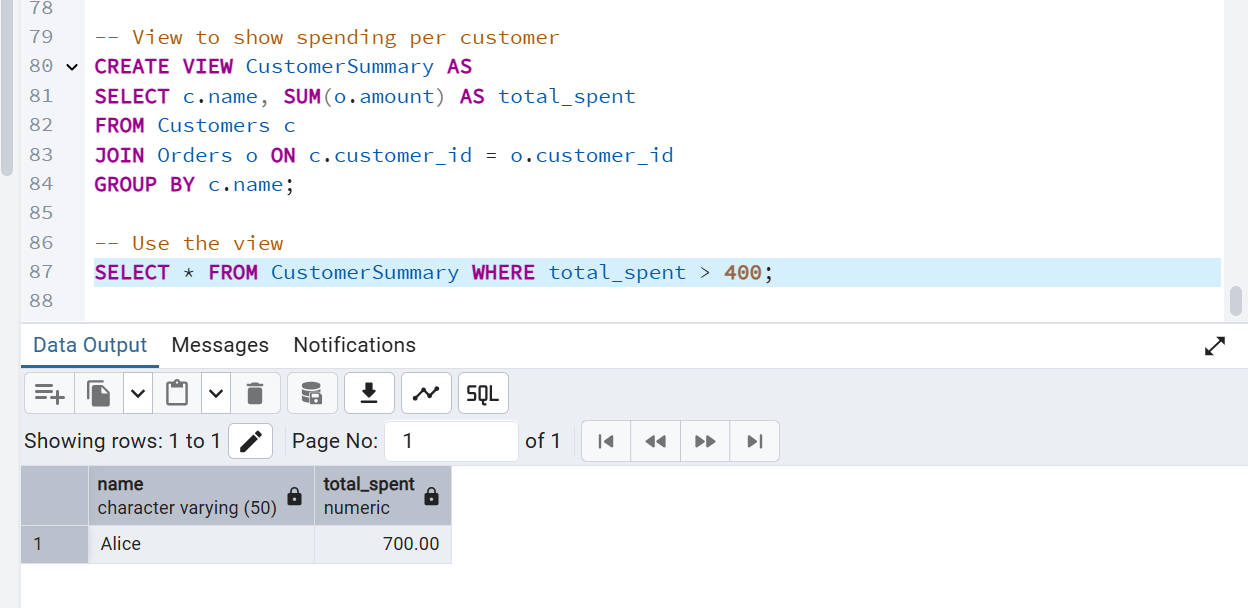 78
79 -- View to show spending per customer
80 CREATE VIEW CustomerSummary AS
81 SELECT c.name, SUM(o.amount) AS total_spent
82 FROM Customers c
83 JOIN Orders o ON c.customer_id = o.customer_id
84 GROUP BY c.name;
85
86 -- Use the view
87 SELECT * FROM CustomerSummary WHERE total_spent > 400;
88
Data Output Messages Notifications
SQL
Showing rows: 1 to 1 Page No: 1 of 1
name total_spent
character varying (50) numeric
1 Alice 700.00